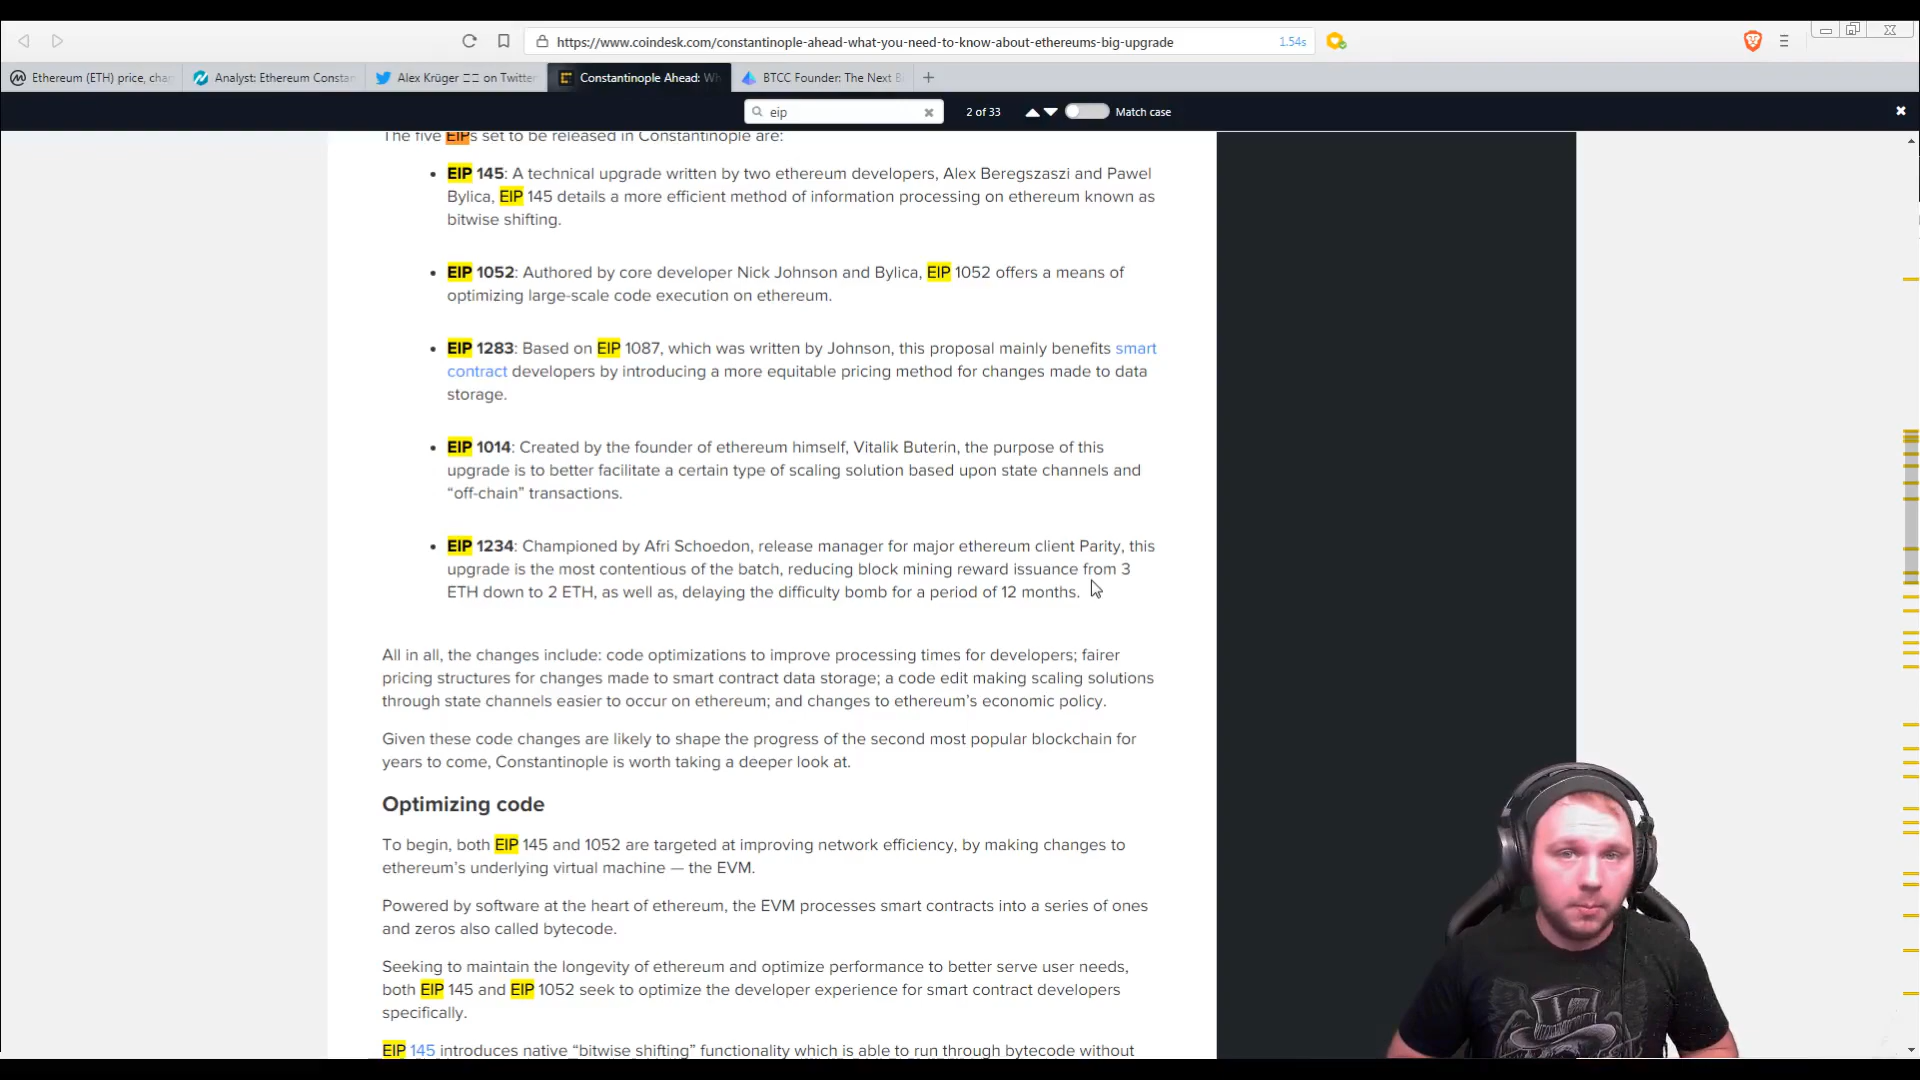 https://www.coindesk.com/constantinople-ahead-what-you-need-to-know-about-ethereums-big-upgrade
1.54s
Ethereum (ETH) price, cha
Analyst: Ethereum Consta
Alex Krüger on Twitte
Constantinople Ahead: Wh
BTCC Founder: The Next B
eip
2 of 33
Match case
The five EIPs set to be released in Constantinople are:
• EIP 145: A technical upgrade written by two ethereum developers, Alex Beregszaszi and Pawel
Bylica, EIP 145 details a more efficient method of information processing on ethereum known as
bitwise shifting.
• EIP 1052: Authored by core developer Nick Johnson and Bylica, EIP 1052 offers a means of
optimizing large-scale code execution on ethereum.
• EIP 1283: Based on EIP 1087, which was written by Johnson, this proposal mainly benefits smart
contract developers by introducing a more equitable pricing method for changes made to data
storage.
• EIP 1014: Created by the founder of ethereum himself, Vitalik Buterin, the purpose of this
upgrade is to better facilitate a certain type of scaling solution based upon state channels and
“off-chain” transactions.
• EIP 1234: Championed by Afri Schoedon, release manager for major ethereum client Parity, this
upgrade is the most contentious of the batch, reducing block mining reward issuance from 3
ETH down to 2 ETH, as well as, delaying the difficulty bomb for a period of 12 months.
All in all, the changes include: code optimizations to improve processing times for developers; fairer
pricing structures for changes made to smart contract data storage; a code edit making scaling solutions
through state channels easier to occur on ethereum; and changes to ethereum’s economic policy.
Given these code changes are likely to shape the progress of the second most popular blockchain for
years to come, Constantinople is worth taking a deeper look at.
Optimizing code
To begin, both EIP 145 and 1052 are targeted at improving network efficiency, by making changes to
ethereum’s underlying virtual machine — the EVM.
Powered by software at the heart of ethereum, the EVM processes smart contracts into a series of ones
and zeros also called bytecode.
Seeking to maintain the longevity of ethereum and optimize performance to better serve user needs,
both EIP 145 and EIP 1052 seek to optimize the developer experience for smart contract developers
specifically.
EIP 145 introduces native “bitwise shifting” functionality which is able to run through bytecode without